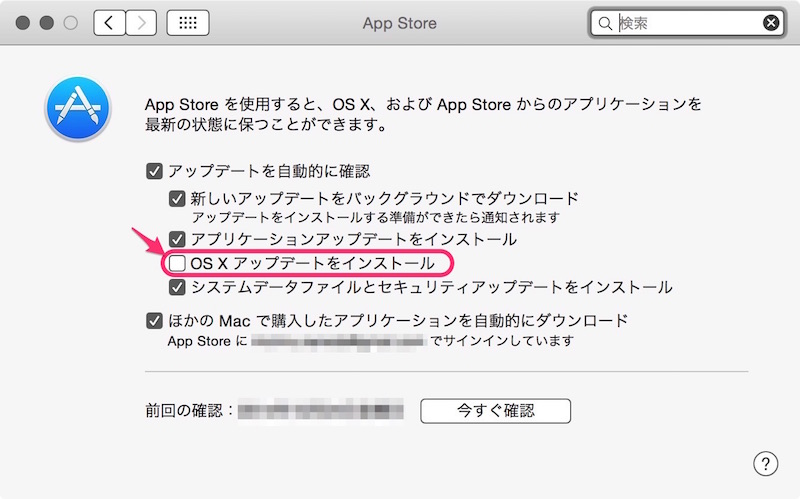 App Store
検索
App Store を使用すると、OS X、および App Store からのアプリケーションを
最新の状態に保つことができます。
アップデートを自動的に確認
新しいアップデートをバックグラウンドでダウンロード
アップデートをインストールする準備ができたら通知されます
アプリケーションアップデートをインストール
OS X アップデートをインストール
システムデータファイルとセキュリティアップデートをインストール
ほかの Mac で購入したアプリケーションを自動的にダウンロード
App Store に でサインインしています
前回の確認： 今すぐ確認
?